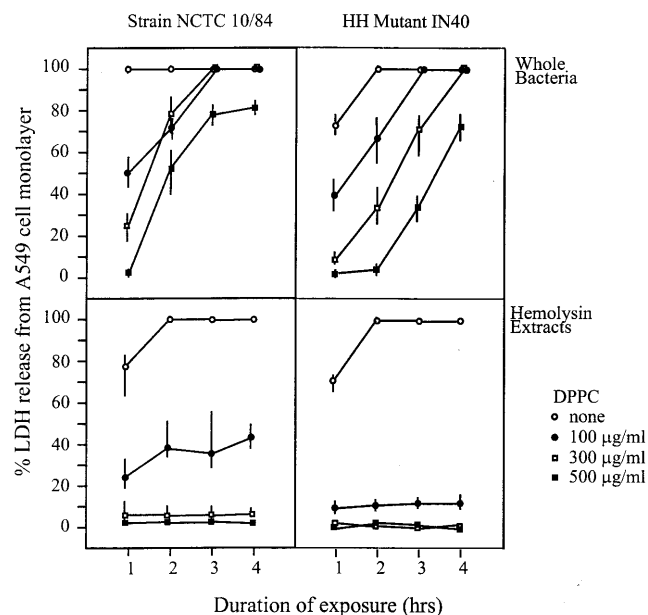 Strain NCTC 10/84
HH Mutant IN40
Whole
Bacteria
100
80
60
40
20
0
Hemolysin
Extracts
100
80
60
40
20
0
% LDH release from A549 cell monolayer
1 2 3 4
1 2 3 4
Duration of exposure (hrs)
DPPC
none
100 µg/ml
300 µg/ml
500 µg/ml